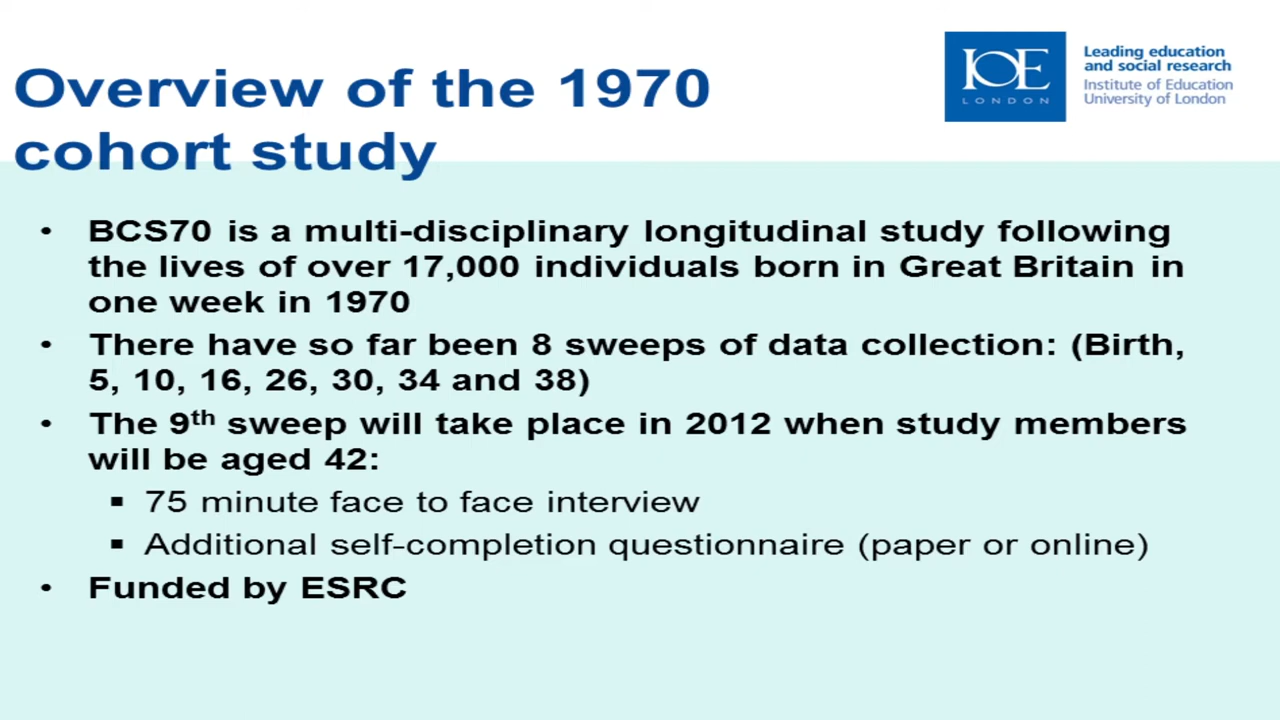 Overview of the 1970
cohort study
IOE
LONDON
Leading education
and social research
Institute of Education
University of London
• BCS70 is a multi-disciplinary longitudinal study following
the lives of over 17,000 individuals born in Great Britain in
one week in 1970
• There have so far been 8 sweeps of data collection: (Birth,
5, 10, 16, 26, 30, 34 and 38)
• The 9th sweep will take place in 2012 when study members
will be aged 42:
▪ 75 minute face to face interview
▪ Additional self-completion questionnaire (paper or online)
• Funded by ESRC